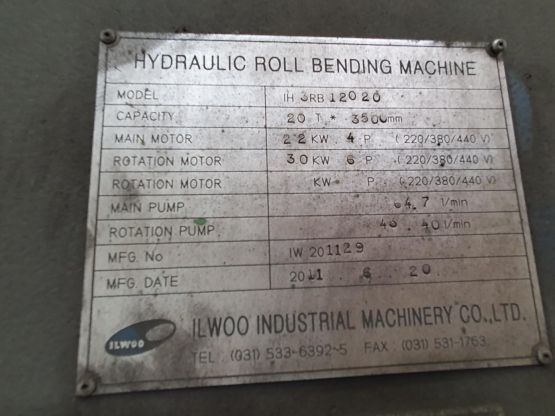 HYDRAULIC ROLL BENDING MACHINE
MODEL IH 3RB 12020
CAPACITY 20 T * 3500mm
MAIN MOTOR 22 KW 4 P (220/380/440 V)
ROTATION MOTOR 30 KW 6 P (220/380/440 V)
ROTATION MOTOR KW P (220/380/440 V)
MAIN PUMP 64.7 l/min
ROTATION PUMP 40 l/min
MFG. No IW 201129
MFG. DATE 2011 . 6 . 20 .
ILWOO ILWOO INDUSTRIAL MACHINERY CO.,LTD.
TEL . (031) 533-6392~5 FAX . (031) 531-1763